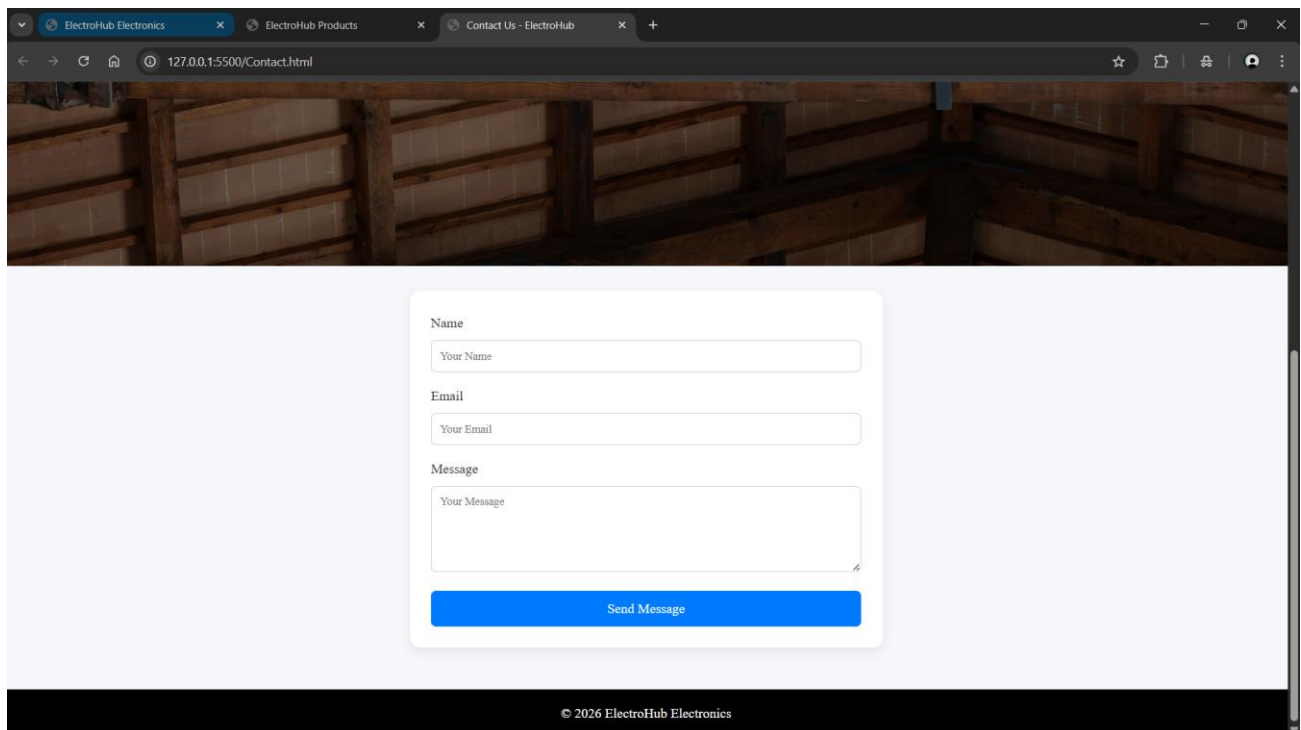 ElectroHub Electronics
ElectroHub Products
Contact Us - ElectroHub
127.0.0.1:5500/Contact.html
Name
Your Name
Email
Your Email
Message
Your Message
Send Message
© 2026 ElectroHub Electronics